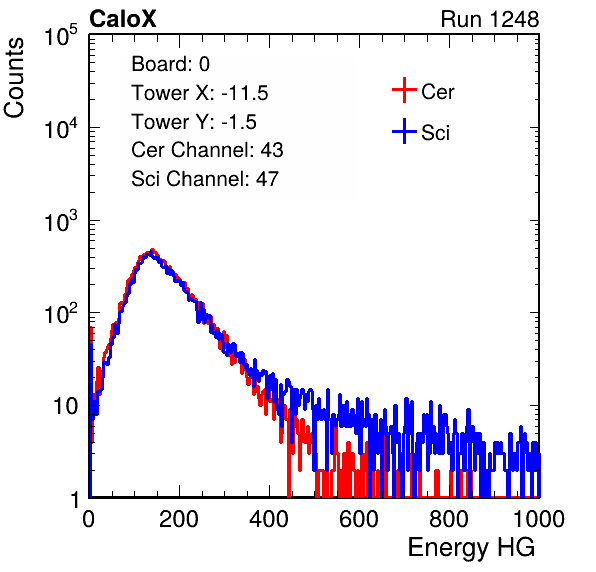 CaloX Run 1248
Counts
Board: 0
Tower X: -11.5
Tower Y: -1.5
Cer Channel: 43
Sci Channel: 47
Cer
Sci
10^5
10^4
10^3
10^2
10
1
0 200 400 600 800 1000
Energy HG